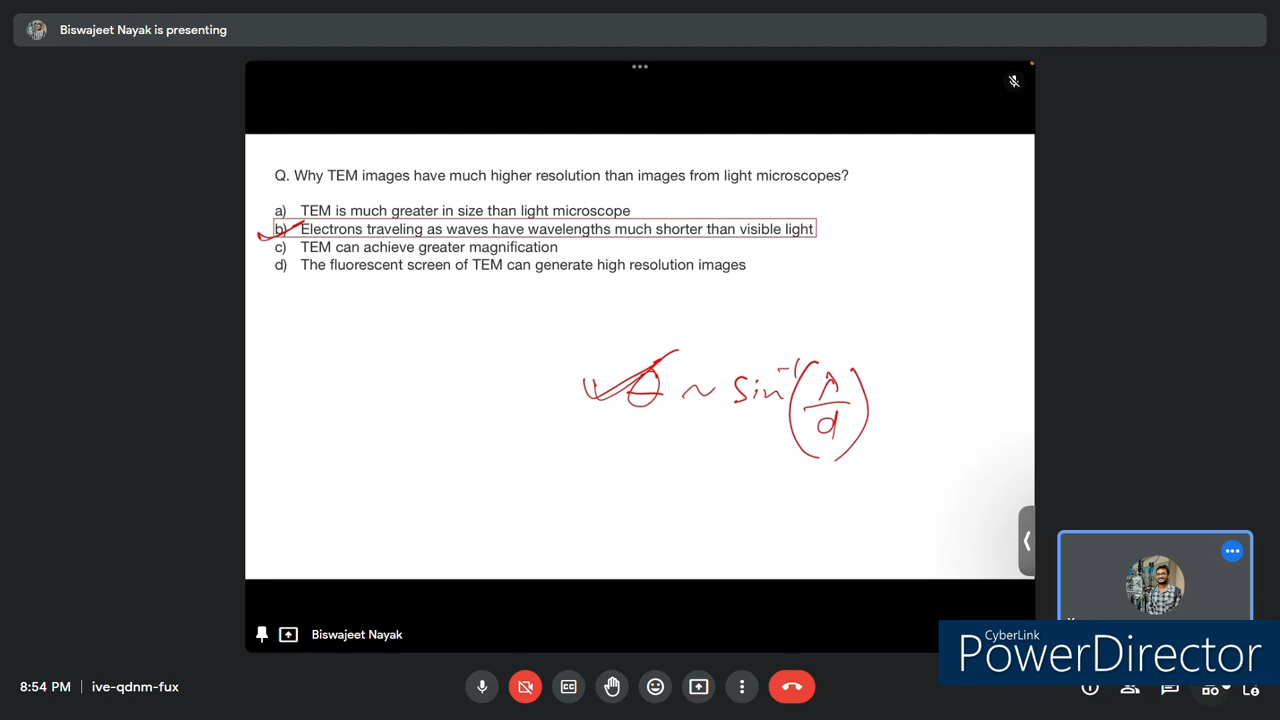 Biswajeet Nayak is presenting
Q. Why TEM images have much higher resolution than images from light microscopes?
a) TEM is much greater in size than light microscope
b) Electrons traveling as waves have wavelengths much shorter than visible light
c) TEM can achieve greater magnification
d) The fluorescent screen of TEM can generate high resolution images
θ ~ Sin⁻¹(λ/d)
Biswajeet Nayak
CyberLink
PowerDirector
8:54 PM | ive-qdnm-fux